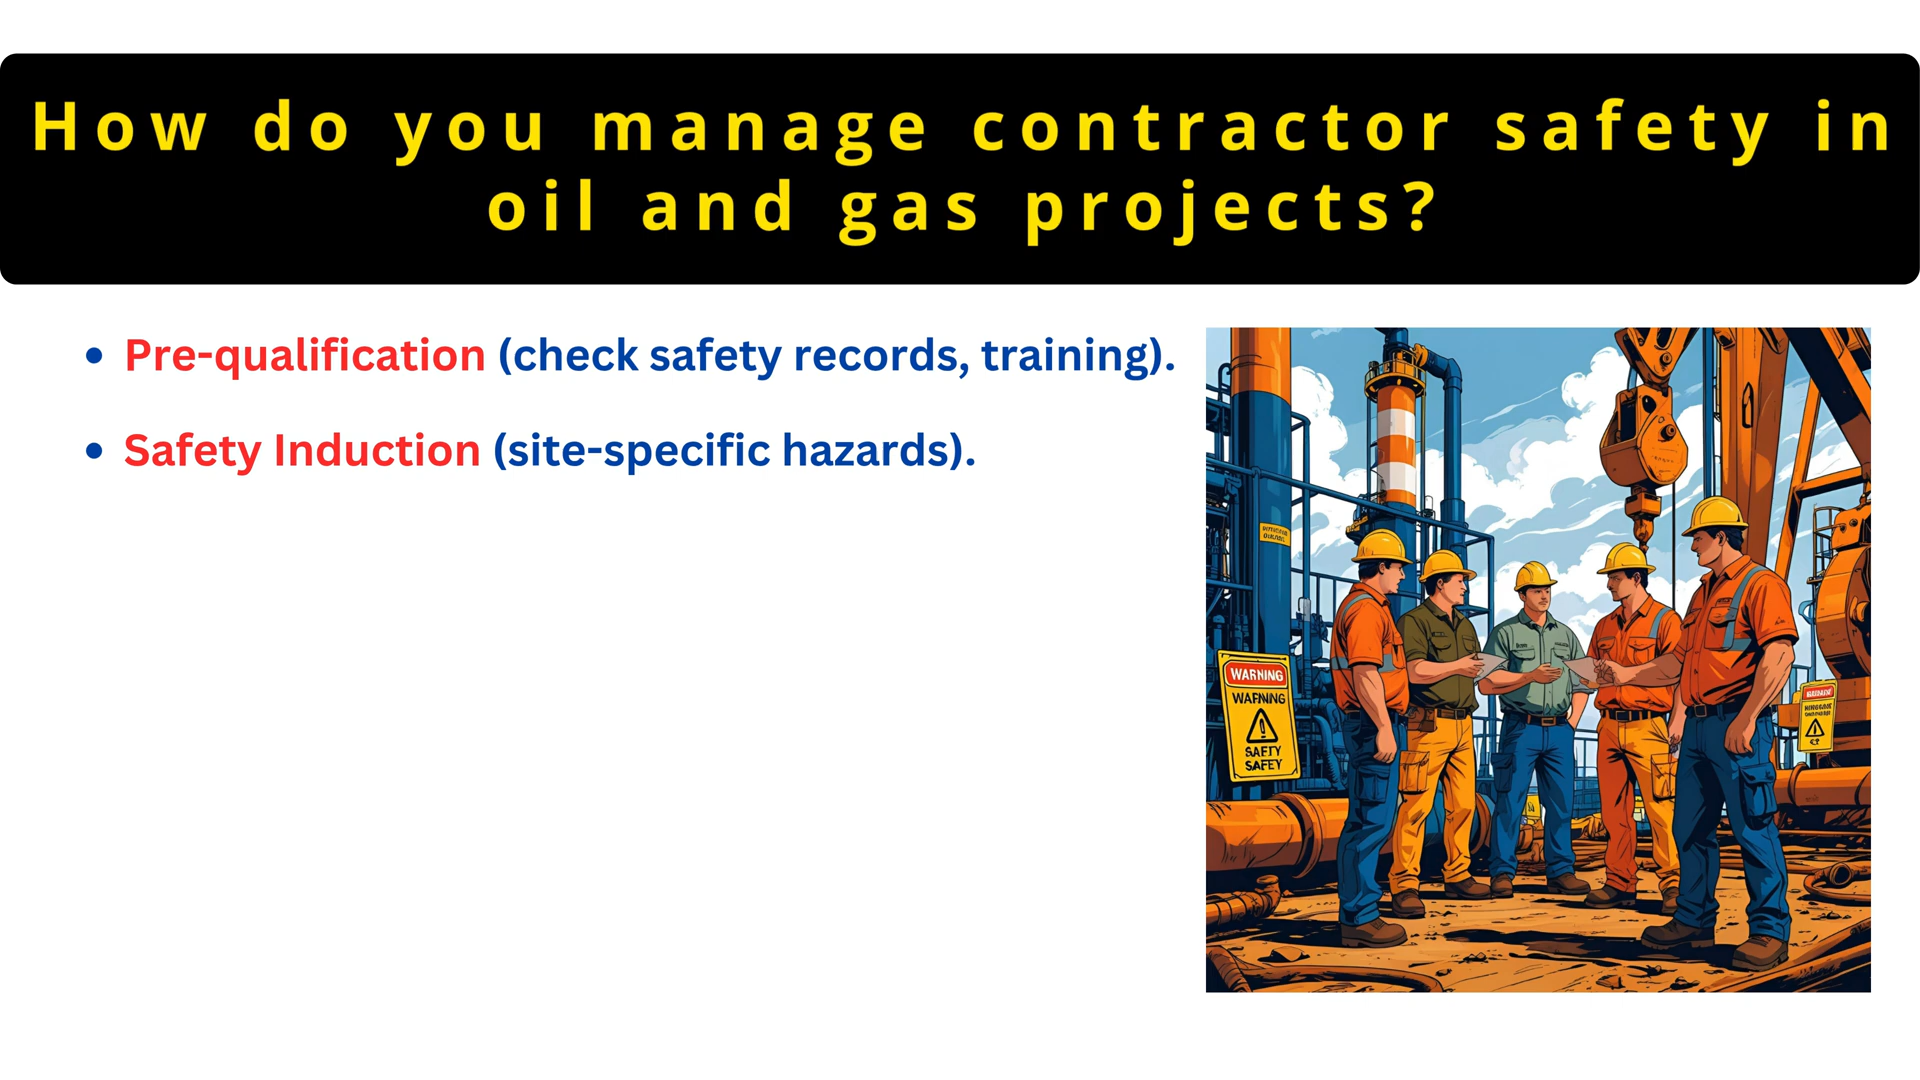 How do you manage contractor safety in
oil and gas projects?
• Pre-qualification (check safety records, training).
• Safety Induction (site-specific hazards).
WARNING
WAFNING
SAFTY
SAFEY